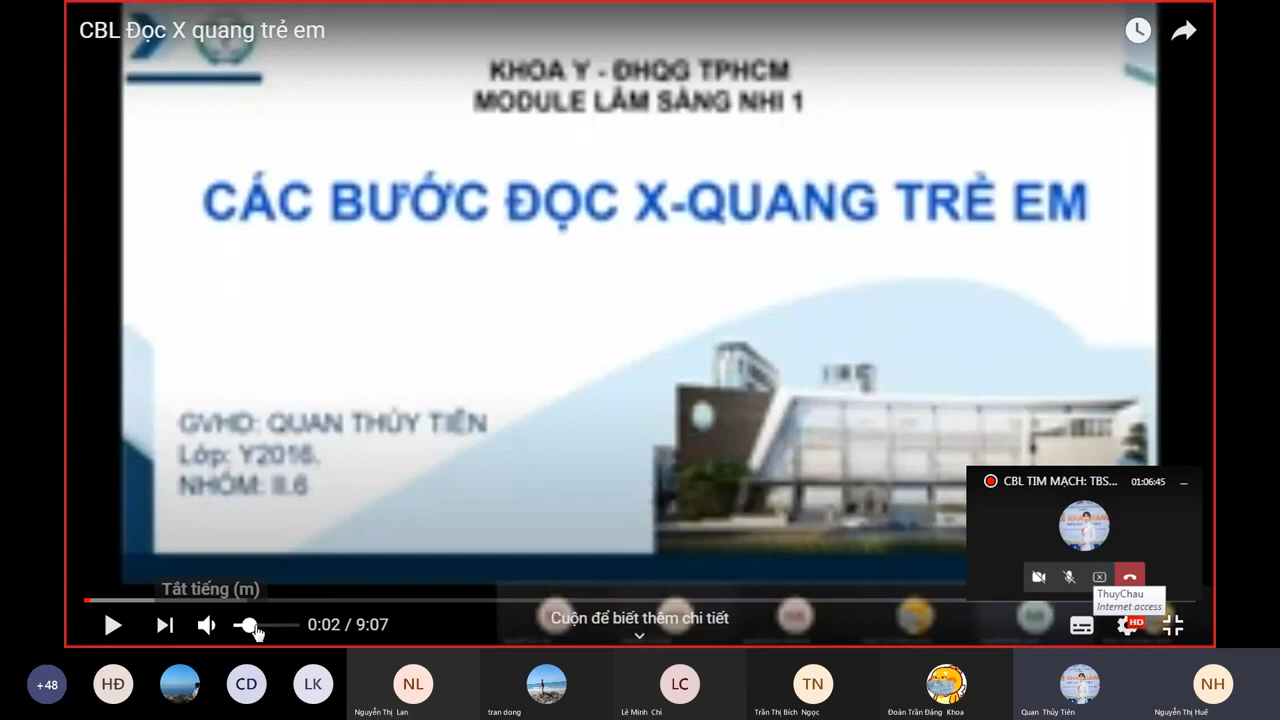 CBL Đọc X quang trẻ em
KHOA Y - ĐHQG TPHCM
MODULE LÂM SÀNG NHI 1
CÁC BƯỚC ĐỌC X-QUANG TRẺ EM
GVHD: QUAN THỦY TIÊN
Lớp: Y2016.
NHÓM: II.6
CBL TIM MẠCH: TBS...
01:06:45
ThuyChau
Internet access
Tắt tiếng (m)
0:02 / 9:07
Cuộn để biết thêm chi tiết
HD
+48
HĐ
CD
LK
NL
LC
TN
NH
Nguyễn Thị Lan
tran dong
Lê Minh Chí
Trần Thị Bích Ngọc
Đoàn Trần Đăng Khoa
Quan Thủy Tiên
Nguyễn Thị Huế